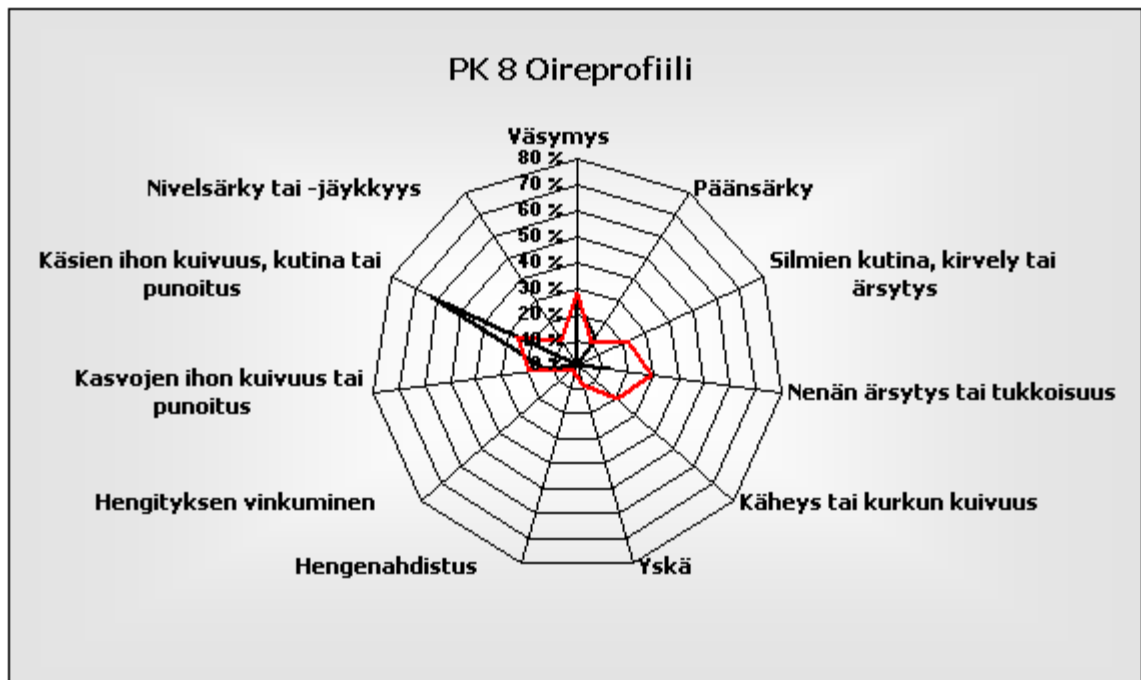 PK 8 Oireprofiili
Väsymys
80 %
70 %
60 %
50 %
40 %
30 %
20 %
Päänsärky
Silmien kutina, kirvely tai
ärsytys
Nenän ärsytys tai tukkoisuus
Käheys tai kurkun kuivuus
Yskä
Hengenahdistus
Hengityksen vinkuminen
Kasvojen ihon kuivuus tai
punoitus
Käsien ihon kuivuus, kutina tai
punoitus
Nivelsärky tai -jäykkyys